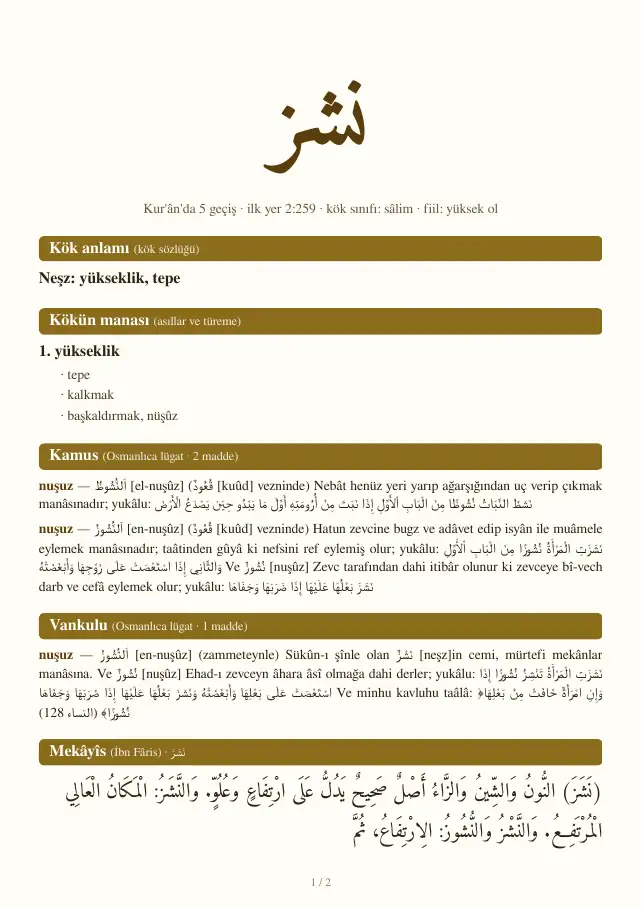 نشز
Kur'ân'da 5 geçiş · ilk yer 2:259 · kök sınıfı: sâlim · fiil: yüksek ol
Kök anlamı (kök sözlüğü)
Neşz: yükseklik, tepe
Kökün manası (asıllar ve türeme)
1. yükseklik
· tepe
· kalkmak
· başkaldırmak, nüşûz
Kamus (Osmanlıca lügat · 2 madde)
nuşuz — اَلنُّشُوطُ [el-nuşûz] (قُعُودٌ [kuûd] vezninde) Nebât henüz yeri yarıp ağarşığından uç verip çıkmak
manâsınadır; yukâlu: نَشَطَ النَّبَاتُ نُشُوطًا مِنَ الْبَابِ اْلأَوَّلِ إِذَا نَبَتَ مِنْ أُرُومَتِهِ أَوَّلَ مَا يَبْدُو حِيْنَ يَصْدَعُ الْأَرْضَ
nuşuz — اَلنُّشُوزُ [en-nuşûz] (قُعُودٌ [kuûd] vezninde) Hatun zevcine bugz ve adâvet edip isyân ile muâmele
eylemek manâsınadır; taâtinden gûyâ ki nefsini ref eylemiş olur; yukâlu: نَشَزَتِ الْمَرْأَةُ نُشُوزًا مِنَ الْبَابِ اْلأَوَّلِ
وَالثَّانِي إِذَا اسْتَعْصَتْ عَلَى زَوْجِهَا وَأَبْغَضَتْهُ Ve نُشُوزٌ [nuşûz] Zevc tarafından dahi itibâr olunur ki zevceye bî-vech
darb ve cefâ eylemek olur; yukâlu: نَشَزَ بَعْلُهَا عَلَيْهَا إِذَا ضَرَبَهَا وَجَفَاهَا
Vankulu (Osmanlıca lügat · 1 madde)
nuşuz — اَلنُّشُوزُ [en-nuşûz] (zammeteynle) Sükûn-ı şînle olan نَشْزٌ [neşz]in cemi, mürtefi mekânlar
manâsına. Ve نُشُوزٌ [nuşûz] Ehad-ı zevceyn âhara âsî olmağa dahi derler; yukâlu: نَشَزَتِ الْمَرْأَةُ تَنْشِزُ نُشُوزًا إِذَا
اسْتَعْصَتْ عَلَى بَعْلِهَا وَأَبْغَضَتْهُ وَنَشَزَ بَعْلُهَا عَلَيْهَا إِذَا ضَرَبَهَا وَجَفَاهَا Ve minhu kavluhu taâlâ: ﴿وَإِنِ امْرَأَةٌ خَافَتْ مِنْ بَعْلِهَا
نُشُوزًا﴾ (النساء 128)
Mekâyîs (İbn Fâris) · نَشَزَ
(نَشَزَ) النُّونُ وَالشِّينُ وَالزَّاءُ أَصْلٌ صَحِيحٌ يَدُلُّ عَلَى ارْتِفَاعٍ وَعُلُوٍّ. وَالنَّشَزُ: الْمَكَانُ الْعَالِي
الْمُرْتَفِعُ. وَالنَّشْزُ وَالنُّشُوزُ: الِارْتِفَاعُ، ثُمَّ
1 / 2